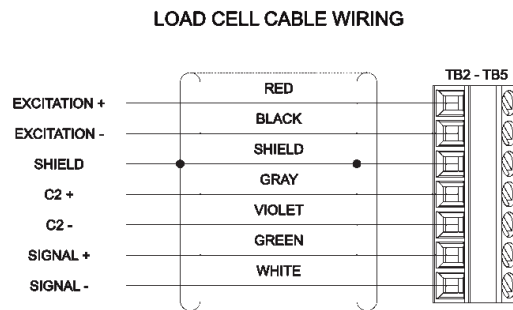 LOAD CELL CABLE WIRING
TB2 - TB5
EXCITATION + RED
EXCITATION - BLACK
SHIELD SHIELD
C2 + GRAY
C2 - VIOLET
SIGNAL + GREEN
SIGNAL - WHITE